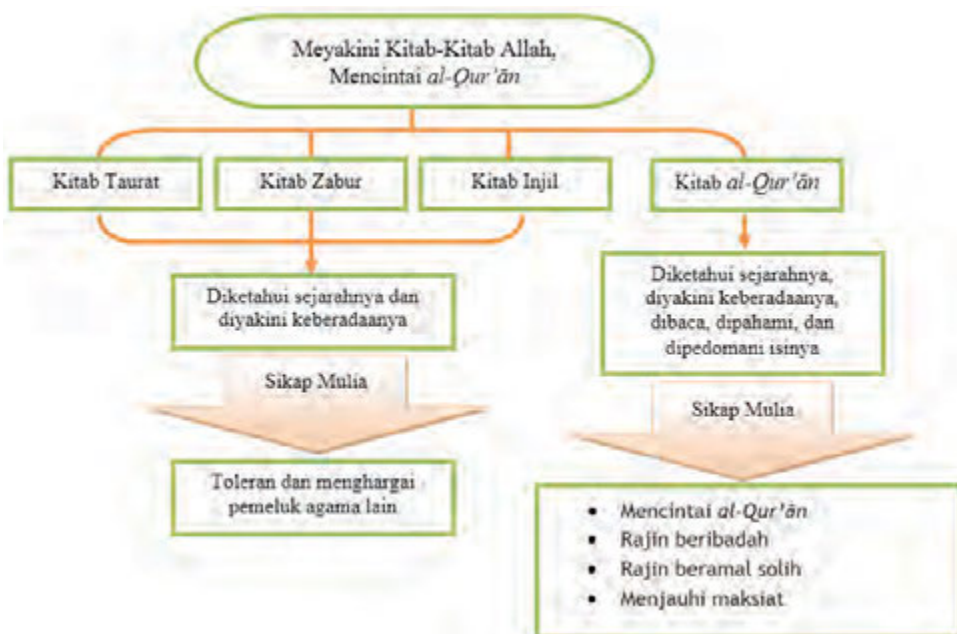 Meyakini Kitab-Kitab Allah,
Mencintai al-Qur'ān
Kitab Taurat
Kitab Zabur
Kitab Injil
Kitab al-Qur'ān
Diketahui sejarahnya dan
diyakini keberadaanya
Sikap Mulia
Toleran dan menghargai
pemeluk agama lain
Diketahui sejarahnya,
diyakini keberadaanya,
dibaca, dipahami, dan
dipedomani isinya
Sikap Mulia
• Mencintai al-Qur'ān
• Rajin beribadah
• Rajin beramal solih
• Menjauhi maksiat